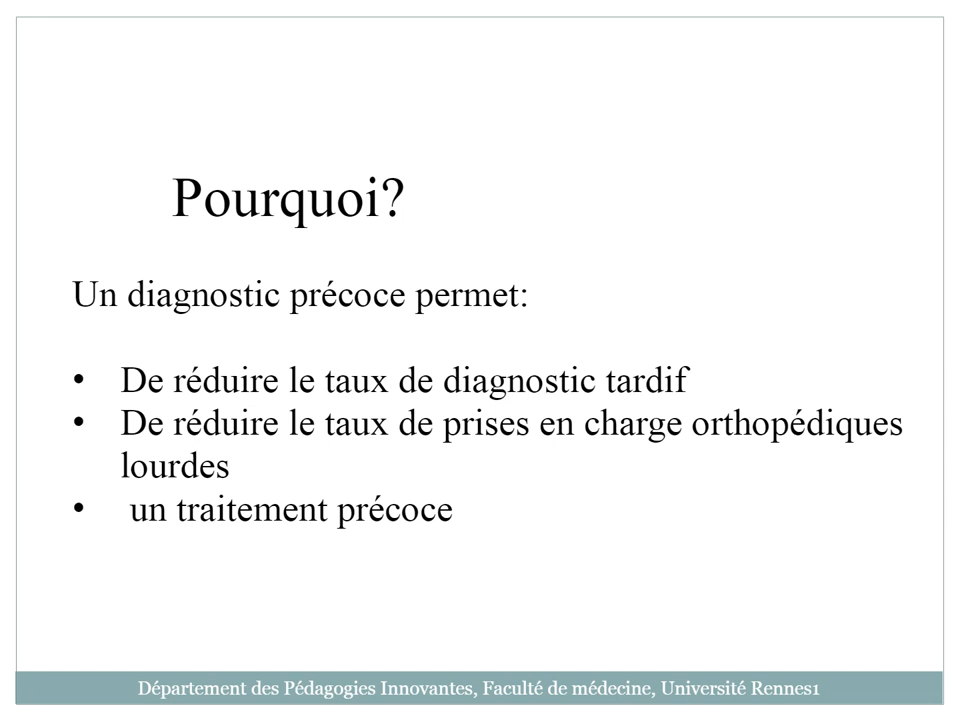 Pourquoi?
Un diagnostic précoce permet:
• De réduire le taux de diagnostic tardif
• De réduire le taux de prises en charge orthopédiques
lourdes
• un traitement précoce
Département des Pédagogies Innovantes, Faculté de médecine, Université Rennes1